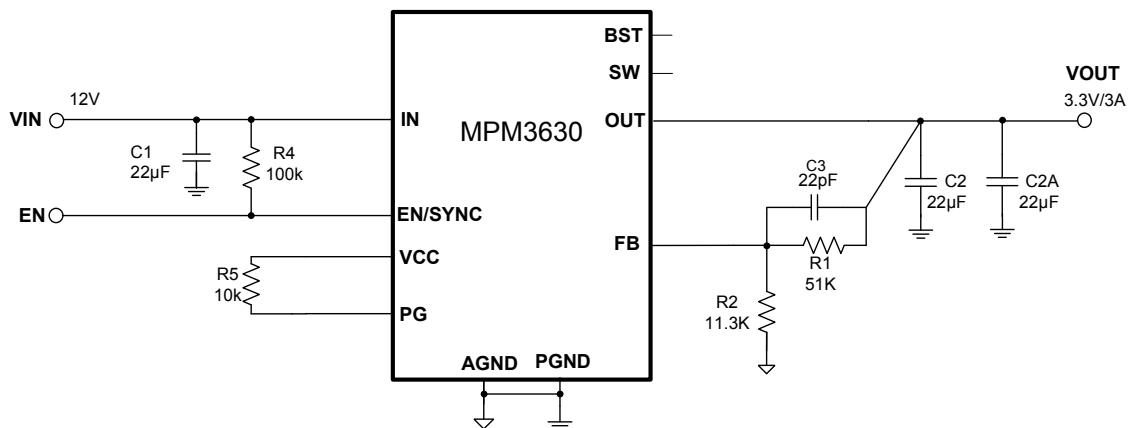 BST
SW
VOUT
3.3V/3A
12V
VIN
IN
MPM3630
OUT
C1
22µF
R4
100k
C3
22pF
C2
22µF
C2A
22µF
EN
EN/SYNC
FB
VCC
R1
51K
R5
10k
R2
11.3K
PG
AGND
PGND